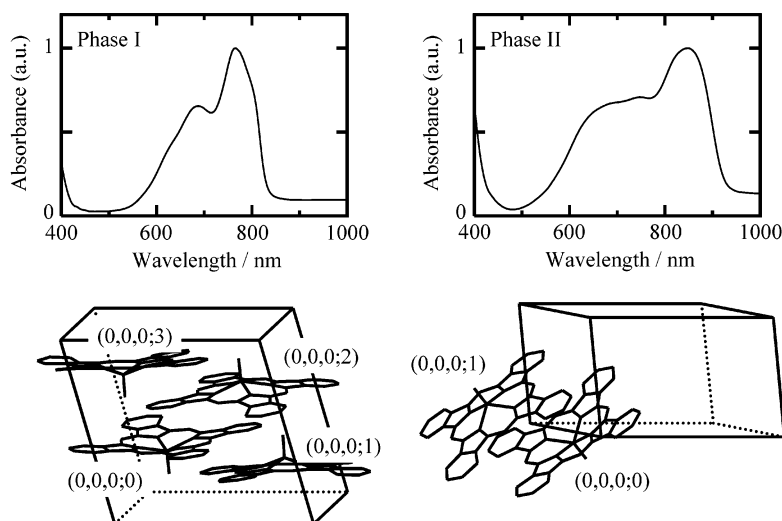 Phase I
Absorbance (a.u.)
1
0
400 600 800 1000
Wavelength / nm
Phase II
Absorbance (a.u.)
1
0
400 600 800 1000
Wavelength / nm
(0,0,0;3)
(0,0,0;2)
(0,0,0;1)
(0,0,0;0)
(0,0,0;1)
(0,0,0;0)